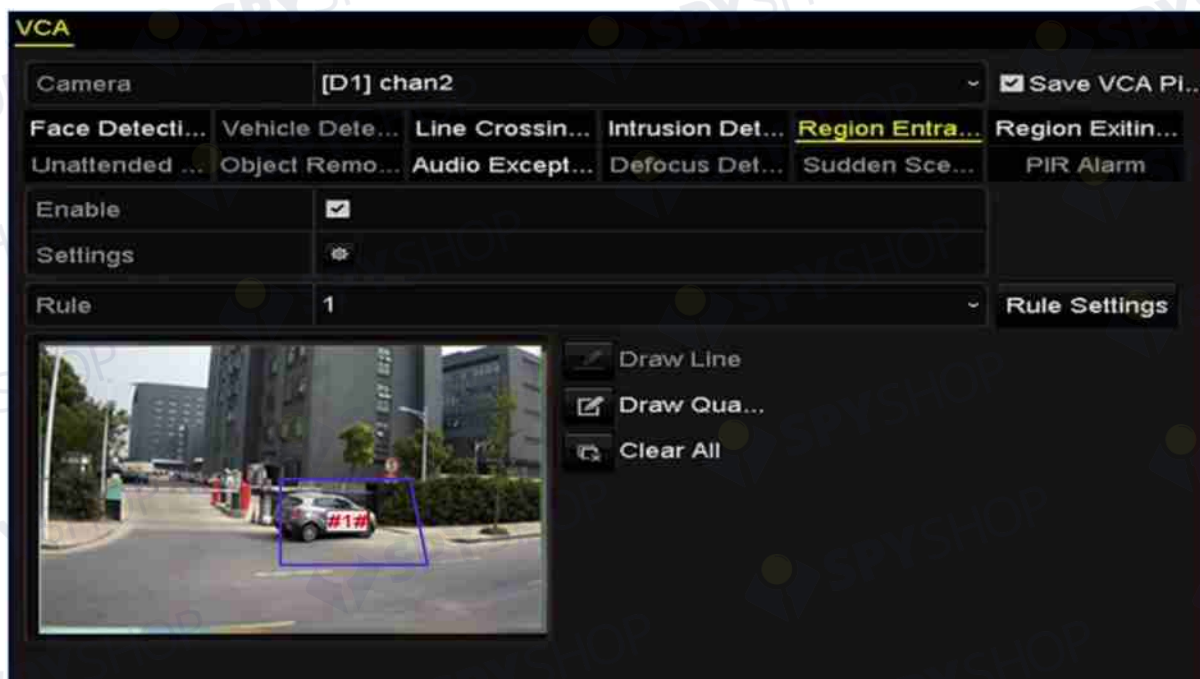 VCA
Camera [D1] chan2 Save VCA Pi...
Face Detecti... Vehicle Dete... Line Crossin... Intrusion Det... Region Entra... Region Exitin...
Unattended ... Object Remo... Audio Except... Defocus Det... Sudden Sce... PIR Alarm
Enable
Settings
Rule 1 Rule Settings
Draw Line
Draw Qua...
Clear All
#1#
SPYSHOP